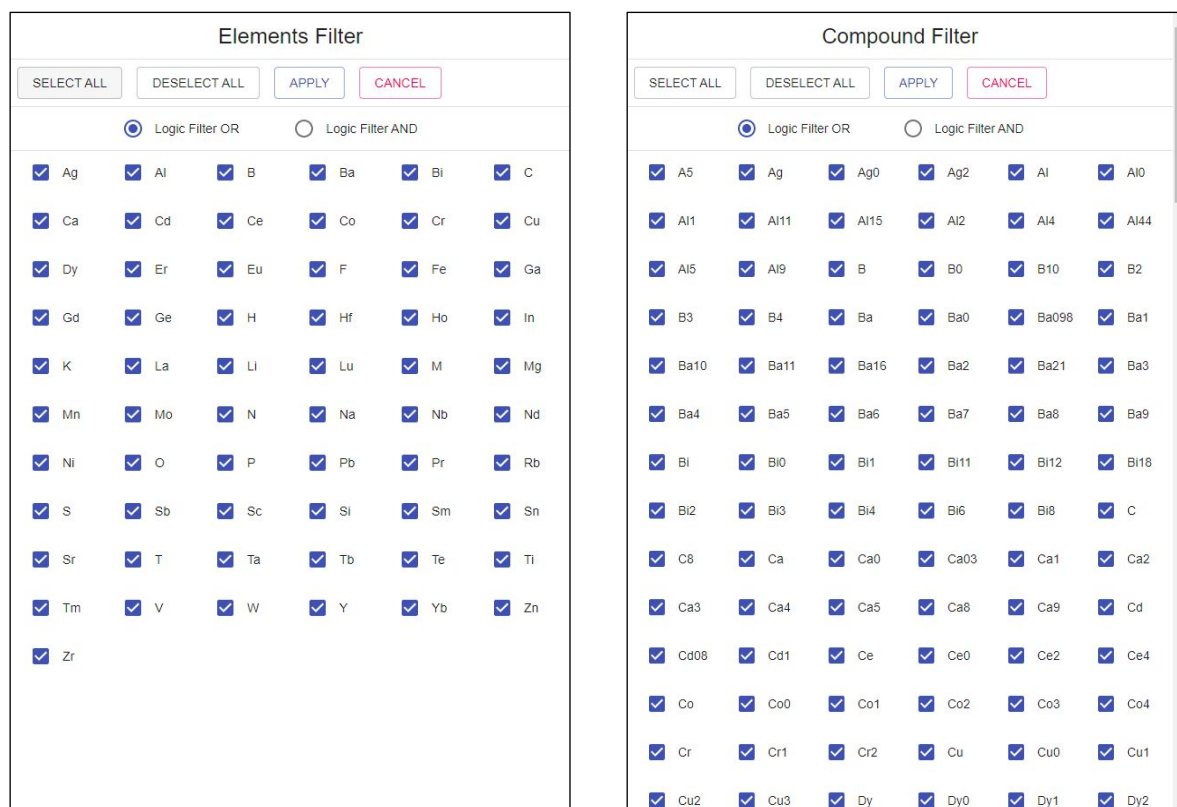 Elements Filter
SELECT ALL DESELECT ALL APPLY CANCEL
Logic Filter OR Logic Filter AND
Ag Al B Ba Bi C
Ca Cd Ce Co Cr Cu
Dy Er Eu F Fe Ga
Gd Ge H Hf Ho In
K La Li Lu M Mg
Mn Mo N Na Nb Nd
Ni O P Pb Pr Rb
S Sb Sc Si Sm Sn
Sr T Ta Tb Te Ti
Tm V W Y Yb Zn
Zr
Compound Filter
SELECT ALL DESELECT ALL APPLY CANCEL
Logic Filter OR Logic Filter AND
A5 Ag Ag0 Ag2 Al Al0
Al1 Al11 Al15 Al2 Al4 Al44
Al5 Al9 B B0 B10 B2
B3 B4 Ba Ba0 Ba098 Ba1
Ba10 Ba11 Ba16 Ba2 Ba21 Ba3
Ba4 Ba5 Ba6 Ba7 Ba8 Ba9
Bi Bi0 Bi1 Bi11 Bi12 Bi18
Bi2 Bi3 Bi4 Bi6 Bi8 C
C8 Ca Ca0 Ca03 Ca1 Ca2
Ca3 Ca4 Ca5 Ca8 Ca9 Cd
Cd08 Cd1 Ce Ce0 Ce2 Ce4
Co Co0 Co1 Co2 Co3 Co4
Cr Cr1 Cr2 Cu Cu0 Cu1
Cu2 Cu3 Dy Dy0 Dy1 Dy2